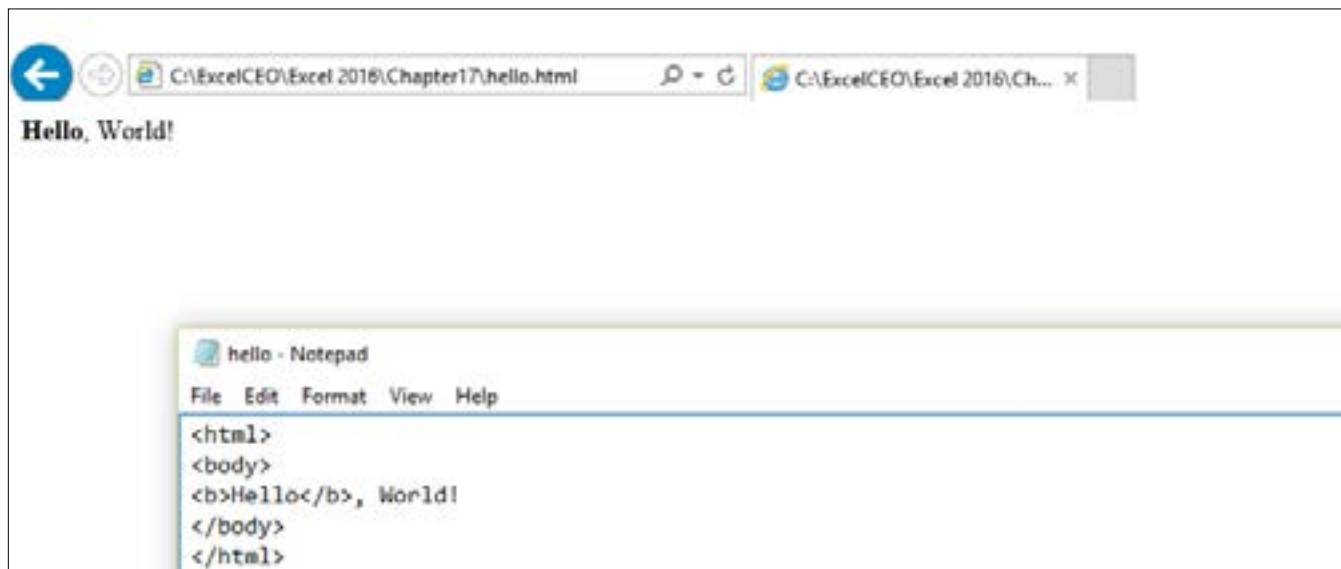 C:\ExcelCEO\Excel 2016\Chapter17\hello.html C:\ExcelCEO\Excel 2016\Ch...
Hello, World!
hello - Notepad
File Edit Format View Help
<html>
<body>
<b>Hello</b>, World!
</body>
</html>